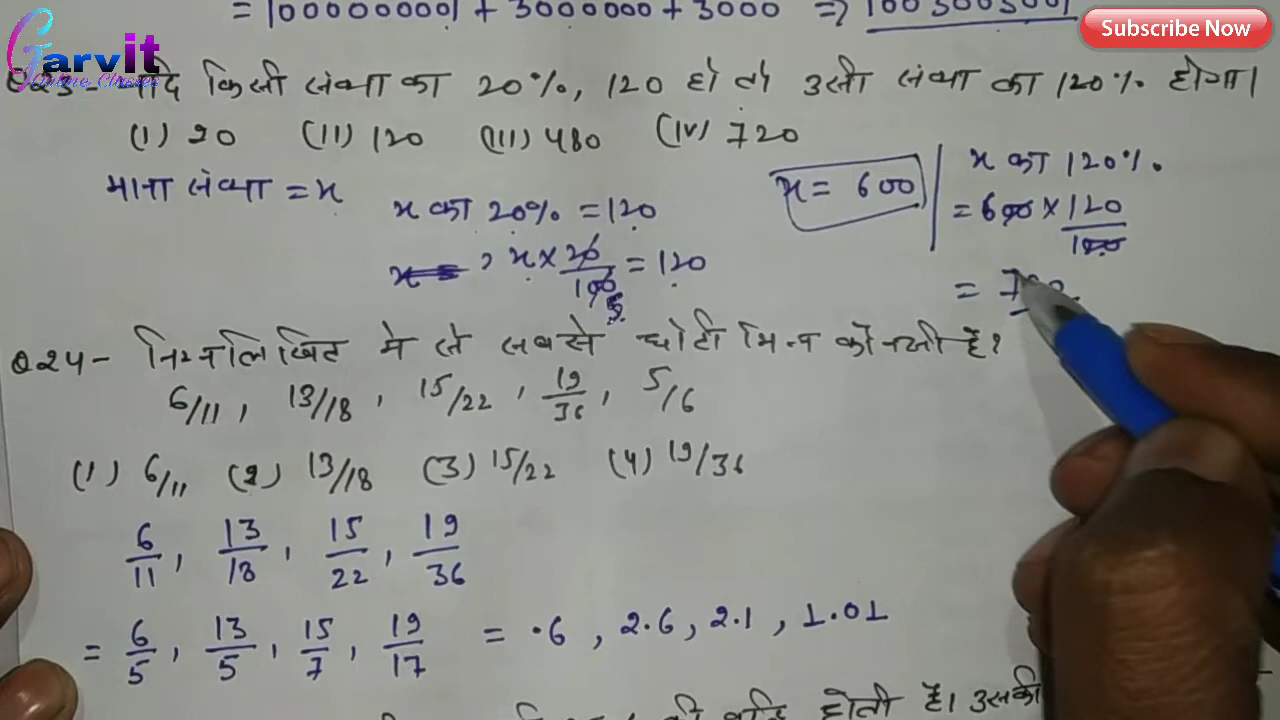 = 1000000001 + 3000000 + 3000 => 1003003001
Garvit
Online Classes
Subscribe Now
Q23- यदि किसी संख्या का 20%, 120 हो तो उसी संख्या का 120% होगा।
(I) 20 (II) 120 (III) 480 (IV) 720
माना संख्या = x
x का 20% = 120
x × 20/100 = 120
5
x = 600
x का 120%
= 600 × 120/100
= 720
Q24- निम्नलिखित मे से सबसे छोटी भिन्न कौनसी है?
6/11, 13/18, 15/22, 19/36, 5/6
(1) 6/11 (2) 13/18 (3) 15/22 (4) 19/36
6/11, 13/18, 15/22, 19/36
= 6/5, 13/5, 15/7, 19/17 = .6, 2.6, 2.1, 1.01
होती है। उसकी